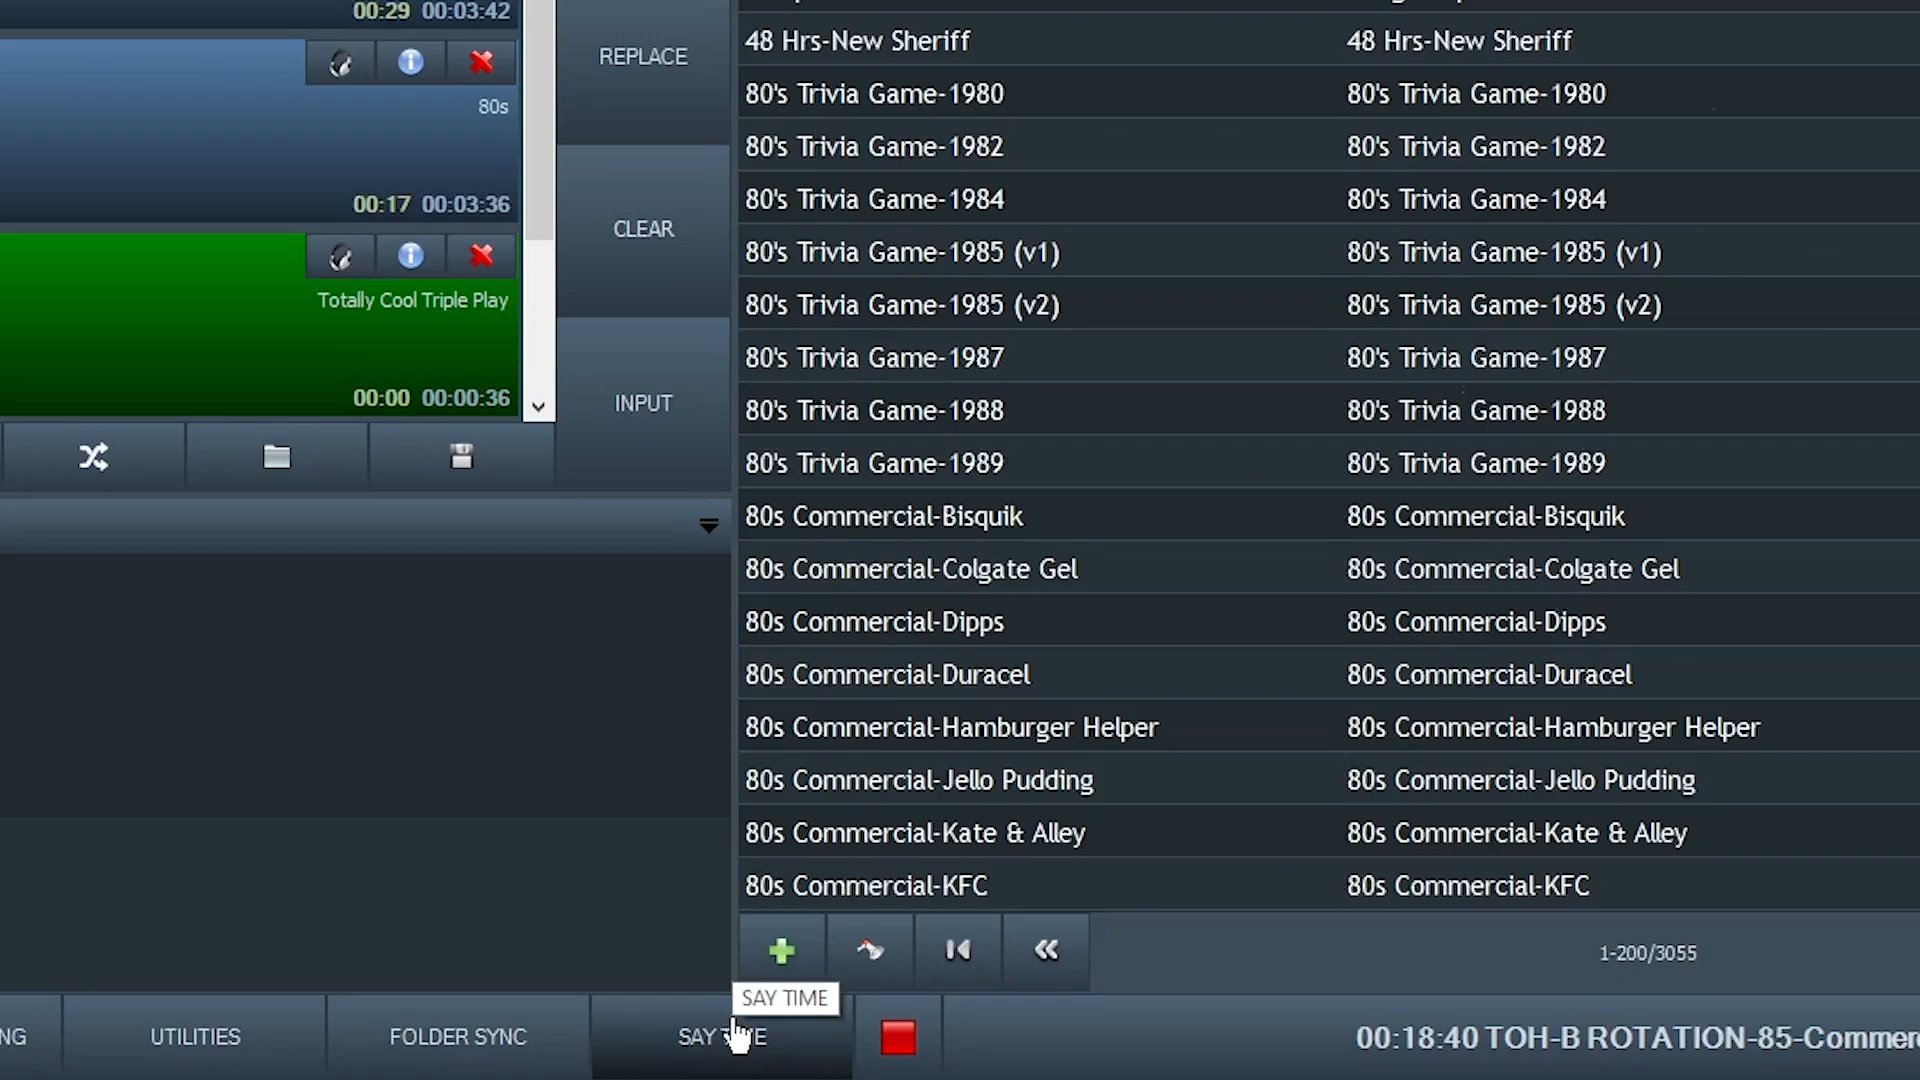 00:29 00:03:42
80s
00:17 00:03:36
Totally Cool Triple Play
00:00 00:00:36
REPLACE
CLEAR
INPUT
48 Hrs-New Sheriff 48 Hrs-New Sheriff
80's Trivia Game-1980 80's Trivia Game-1980
80's Trivia Game-1982 80's Trivia Game-1982
80's Trivia Game-1984 80's Trivia Game-1984
80's Trivia Game-1985 (v1) 80's Trivia Game-1985 (v1)
80's Trivia Game-1985 (v2) 80's Trivia Game-1985 (v2)
80's Trivia Game-1987 80's Trivia Game-1987
80's Trivia Game-1988 80's Trivia Game-1988
80's Trivia Game-1989 80's Trivia Game-1989
80s Commercial-Bisquik 80s Commercial-Bisquik
80s Commercial-Colgate Gel 80s Commercial-Colgate Gel
80s Commercial-Dipps 80s Commercial-Dipps
80s Commercial-Duracel 80s Commercial-Duracel
80s Commercial-Hamburger Helper 80s Commercial-Hamburger Helper
80s Commercial-Jello Pudding 80s Commercial-Jello Pudding
80s Commercial-Kate & Alley 80s Commercial-Kate & Alley
80s Commercial-KFC 80s Commercial-KFC
1-200/3055
SAY TIME
NG UTILITIES FOLDER SYNC SAY TIME 00:18:40 TOH-B ROTATION-85-Commer